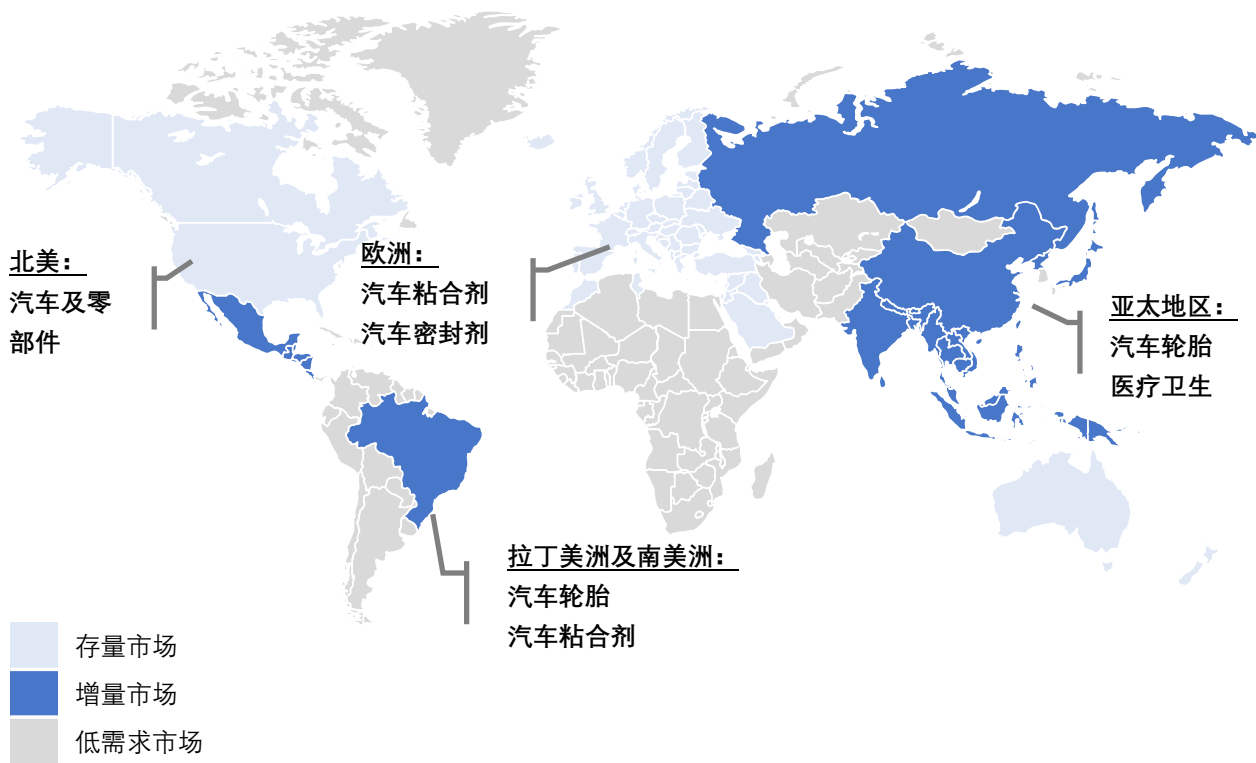 北美：
汽车及零
部件
欧洲：
汽车粘合剂
汽车密封剂
亚太地区：
汽车轮胎
医疗卫生
拉丁美洲及南美洲：
汽车轮胎
汽车粘合剂
存量市场
增量市场
低需求市场